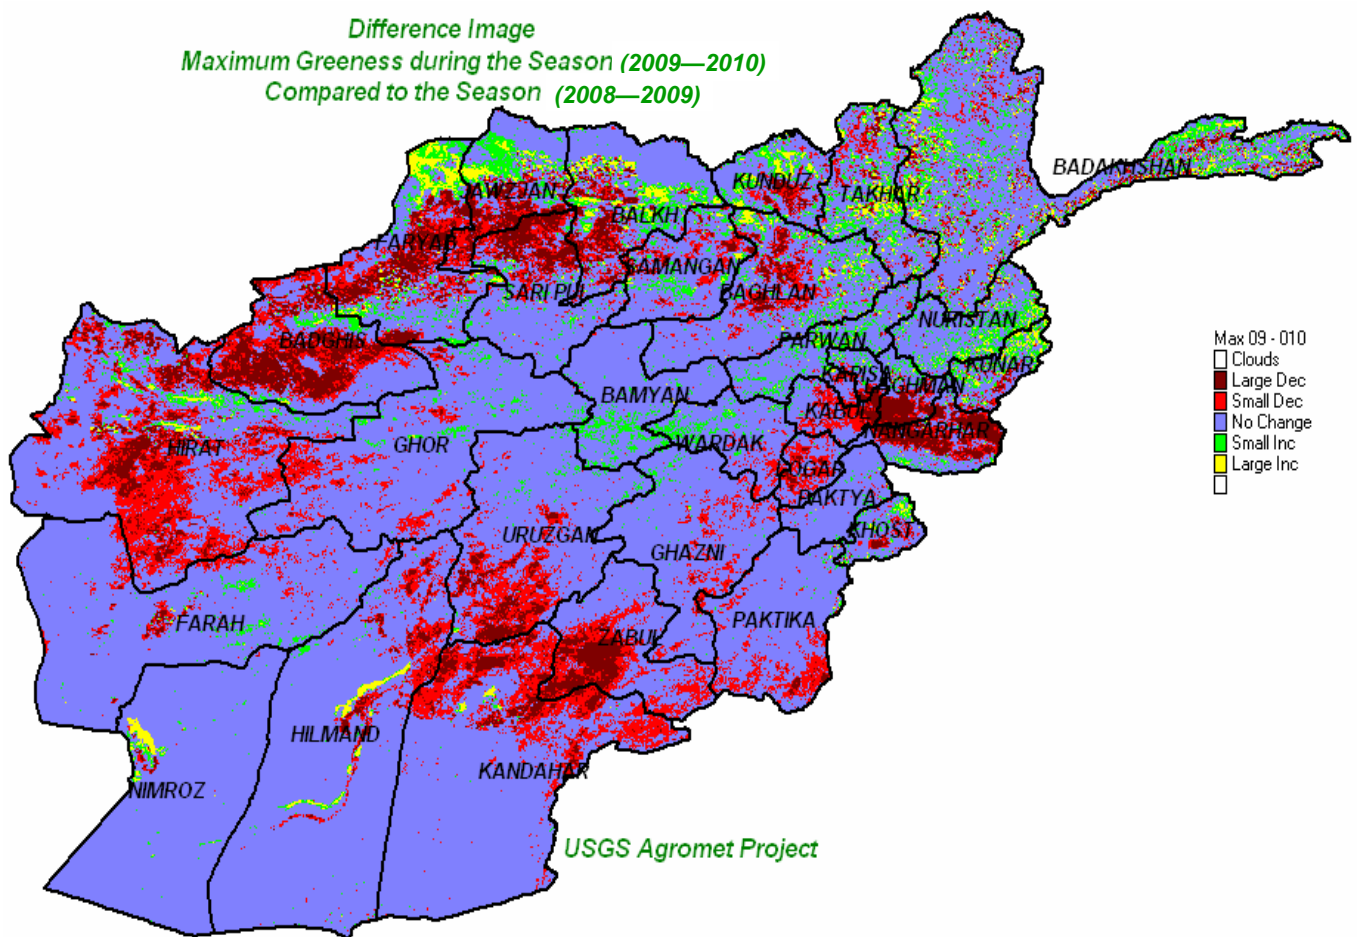 Difference Image
Maximum Greeness during the Season (2009—2010)
Compared to the Season (2008—2009)
BADAKHSHAN
KUNDUZ
TAKHAR
JAWZJAN
BALKH
FARYAB
SAMANGAN
SARI PUL
BAGHLAN
NURISTAN
BADGHIS
PARWAN
KUNAR
KAPISA
LAGHMAN
BAMYAN
KABUL
NANGARHAR
HIRAT
GHOR
WARDAK
LOGAR
PAKTYA
URUZGAN
KHOST
GHAZNI
FARAH
ZABUL
PAKTIKA
HILMAND
KANDAHAR
NIMROZ
USGS Agromet Project
Max 09 - 010
Clouds
Large Dec
Small Dec
No Change
Small Inc
Large Inc